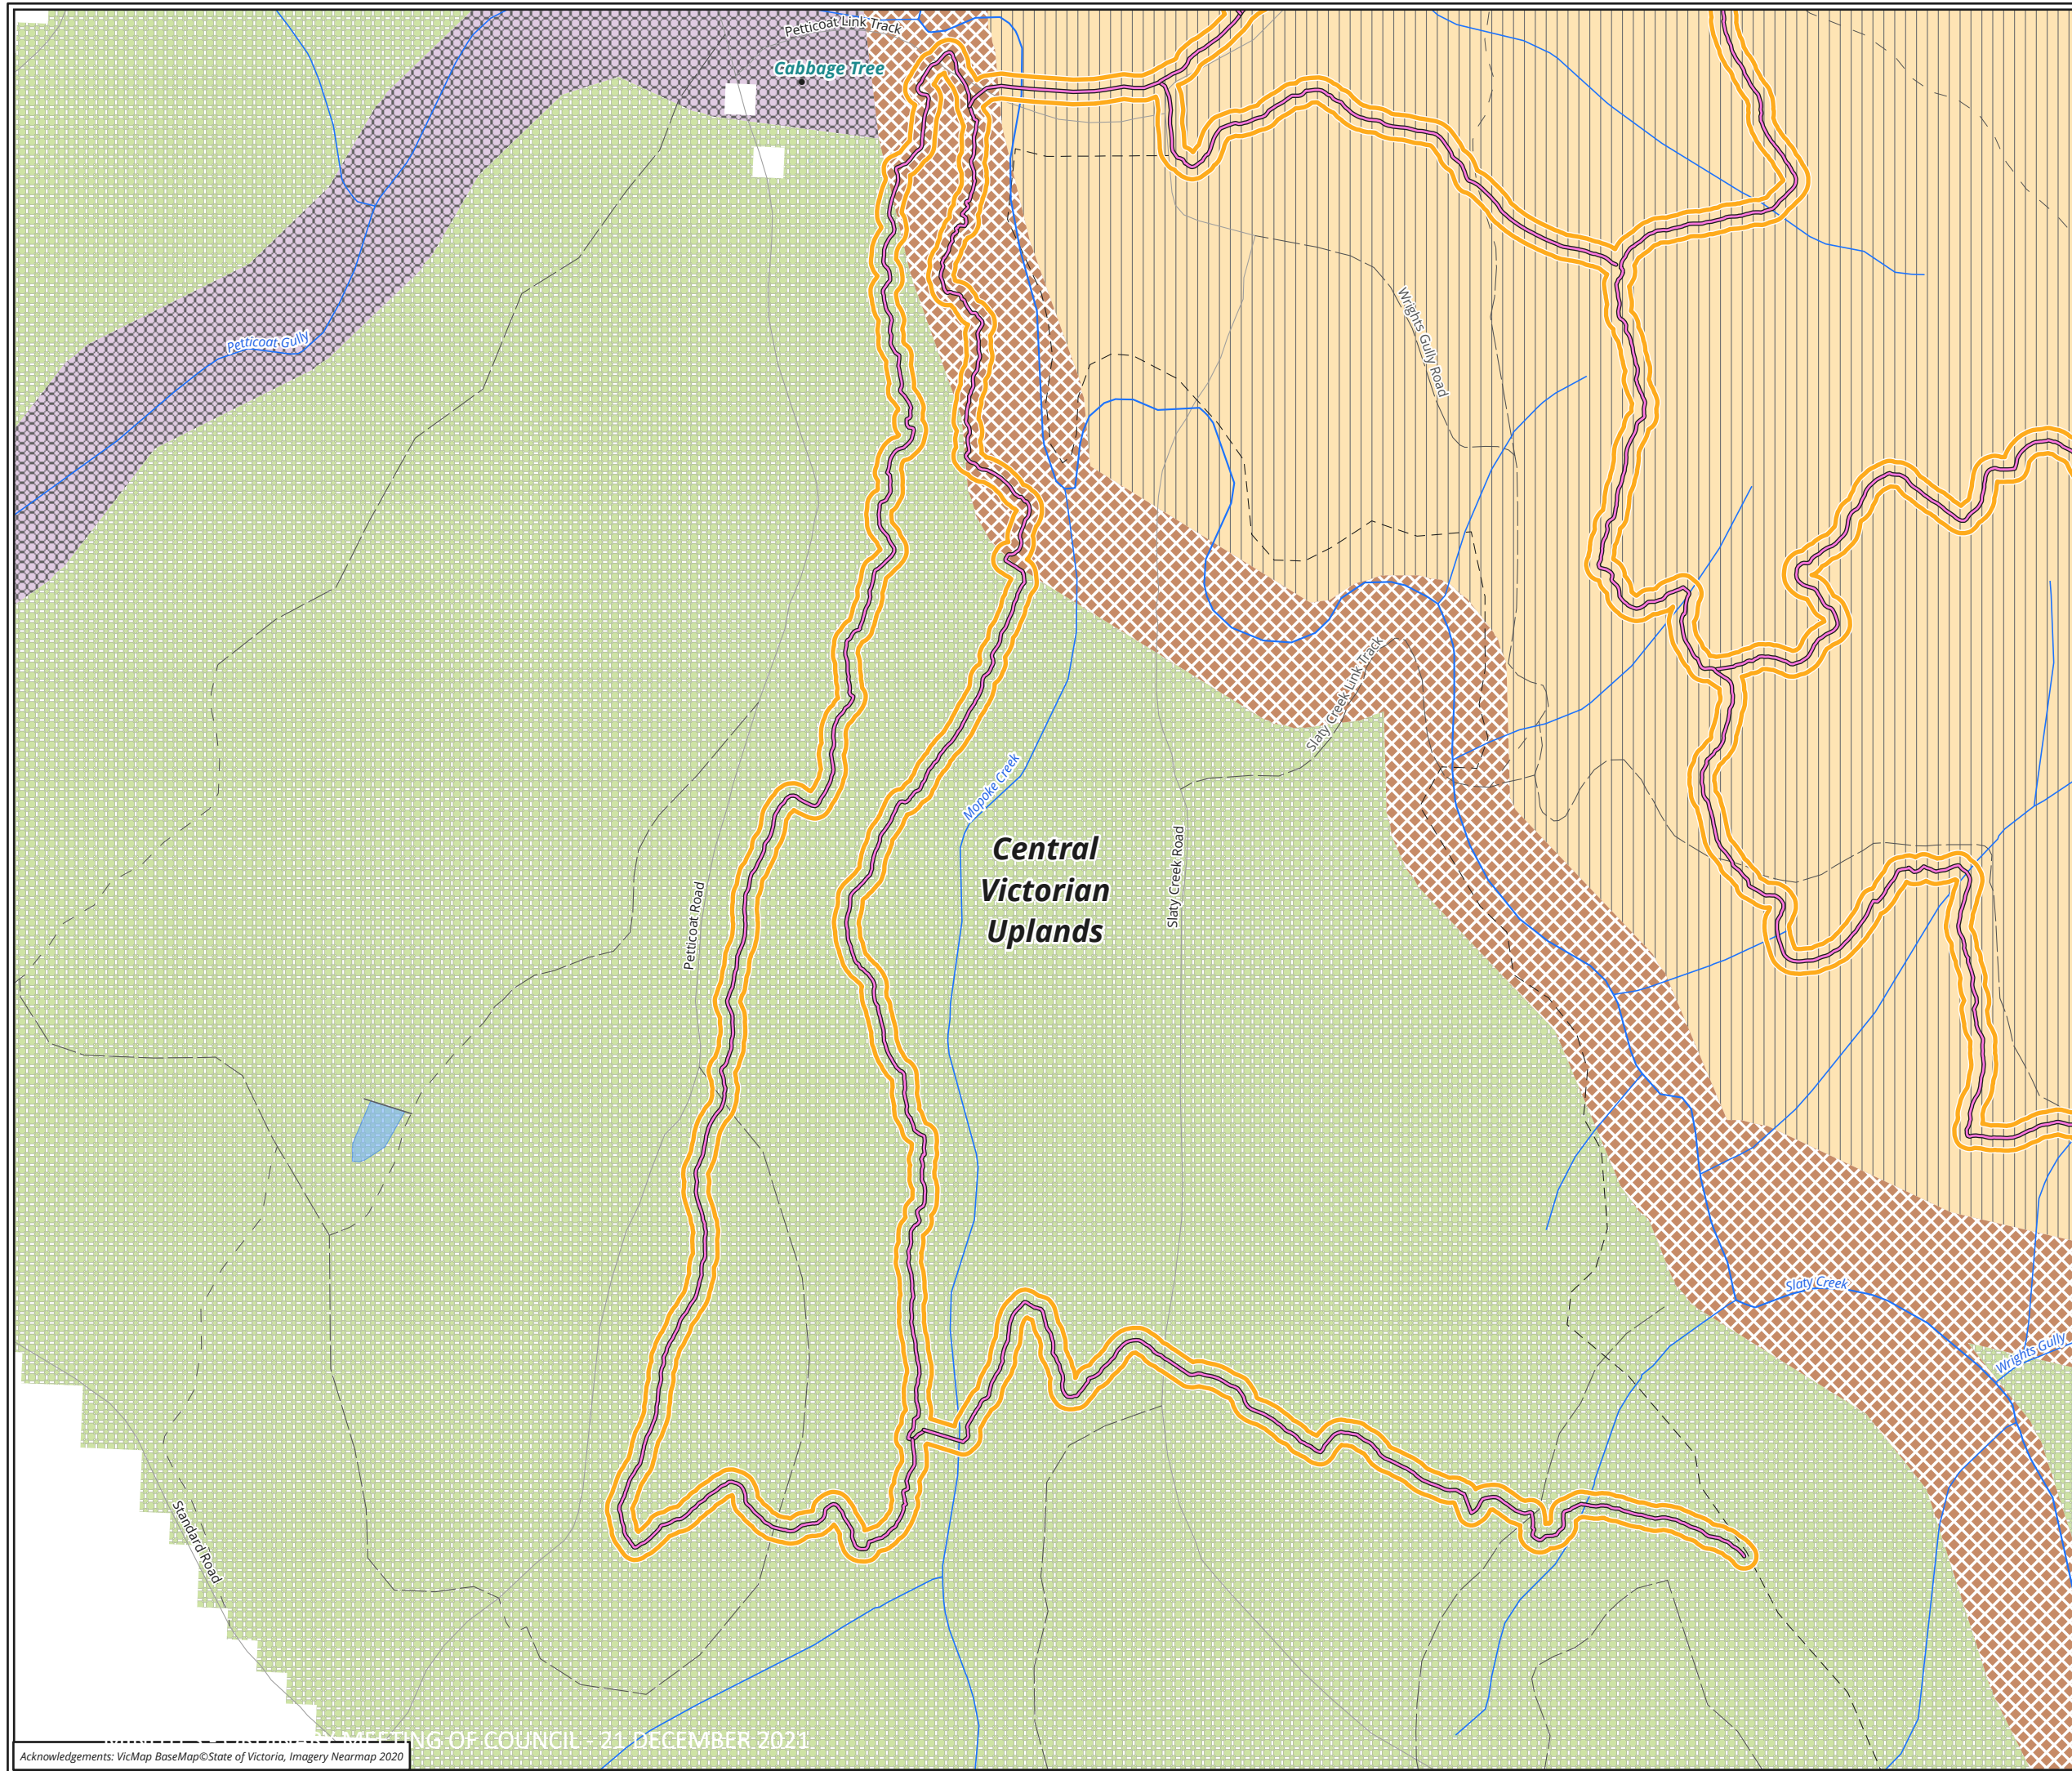 Petticoat Link Track
Cabbage Tree
Petticoat Gully
Wrights Gully Road
Slaty Creek Link Track
Mopoke Creek
Central
Victorian
Uplands
Petticoat Road
Slaty Creek Road
Slaty Creek
Wrights Gully
Standard Road
MEETING OF COUNCIL - 21 DECEMBER 2021
Acknowledgements: VicMap BaseMap©State of Victoria, Imagery Nearmap 2020